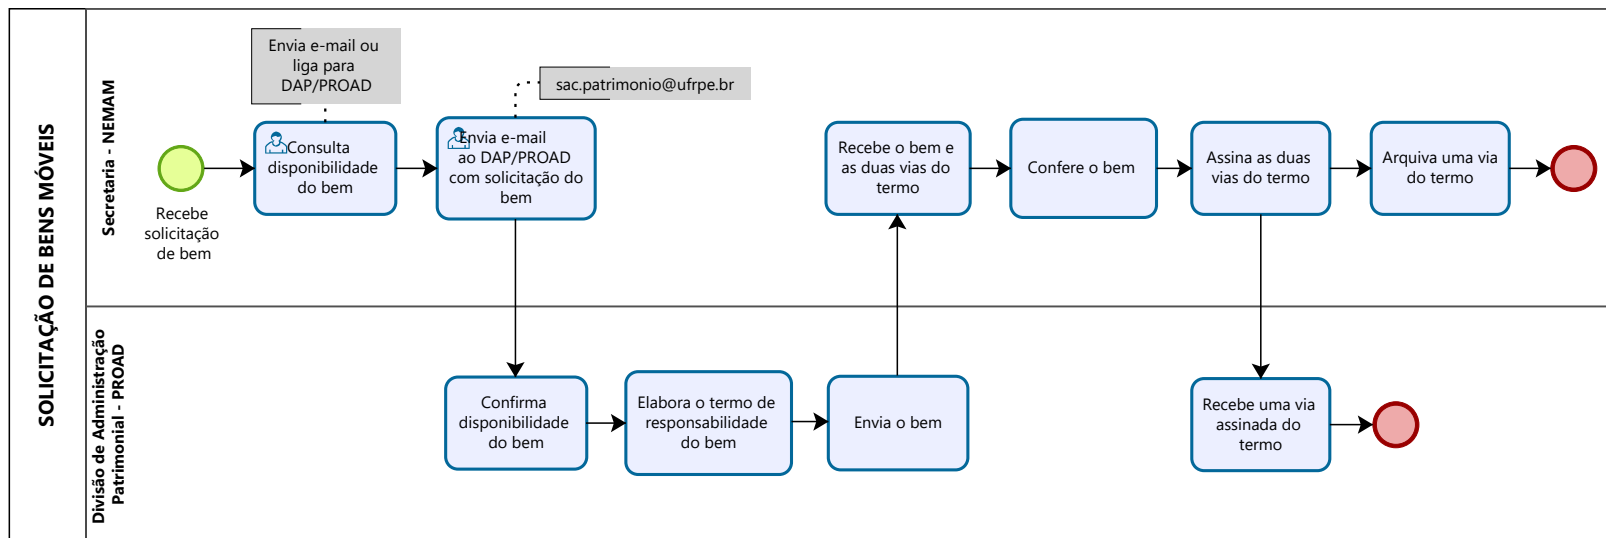 SOLICITAÇÃO DE BENS MÓVEIS
Secretaria - NEMAM
Envia e-mail ou
liga para
DAP/PROAD
sac.patrimonio@ufrpe.br
Recebe
solicitação
de bem
Consulta
disponibilidade
do bem
Envia e-mail
ao DAP/PROAD
com solicitação do
bem
Recebe o bem e
as duas vias do
termo
Confere o bem
Assina as duas
vias do termo
Arquiva uma via
do termo
Divisão de Administração
Patrimonial - PROAD
Confirma
disponibilidade
do bem
Elabora o termo de
responsabilidade
do bem
Envia o bem
Recebe uma via
assinada do
termo